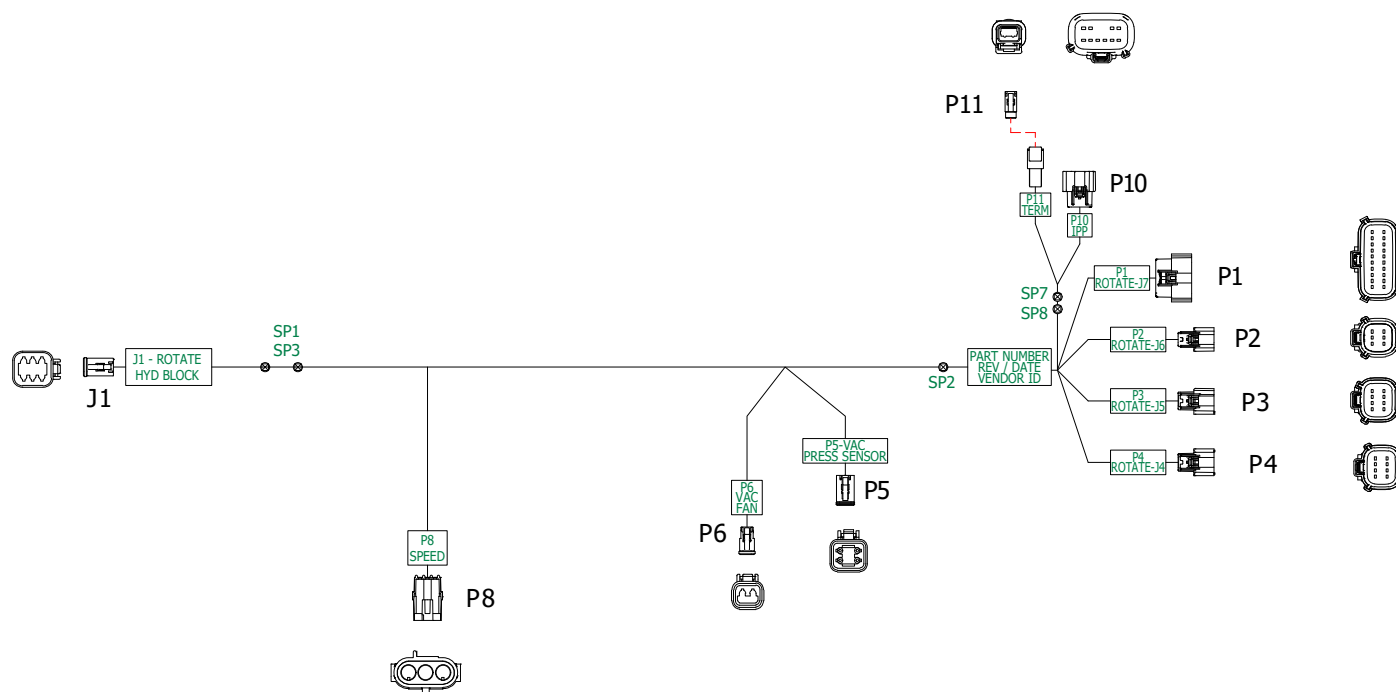 P11
P11
TERM
P10
IPP
P10
P1
ROTATE-J7
P1
SP7
SP8
P2
ROTATE-J6
P2
SP1
SP3
J1 - ROTATE
HYD BLOCK
J1
SP2
PART NUMBER
REV / DATE
VENDOR ID
P3
ROTATE-J5
P3
P4
ROTATE-J4
P4
P5-VAC
PRESS SENSOR
P5
P6
VAC
FAN
P6
P8
SPEED
P8